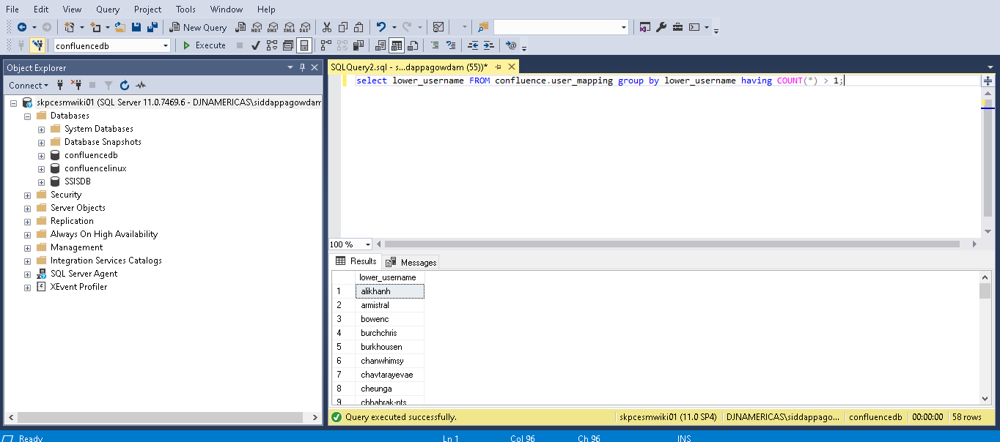 File Edit View Query Project Tools Window Help
New Query MDX DMX XMLA DAX
confluencedb Execute
Object Explorer
Connect
skpcesmwiki01 (SQL Server 11.0.7469.6 - DJNAMERICAS\siddappagowdam
Databases
System Databases
Database Snapshots
confluencedb
confluencelinux
SSISDB
Security
Server Objects
Replication
Always On High Availability
Management
Integration Services Catalogs
SQL Server Agent
XEvent Profiler
SQLQuery2.sql - s...dappagowdam (55))*
select lower_username FROM confluence.user_mapping group by lower_username having COUNT(*) > 1;
100 %
Results Messages
lower_username
1 alikhanh
2 armistral
3 bowenc
4 burchchris
5 burkhousen
6 chanwhimsy
7 chavtarayevae
8 cheunga
9 chhabrak-nts
Query executed successfully. skpcesmwiki01 (11.0 SP4) DJNAMERICAS\siddappago... confluencedb 00:00:00 58 rows
Ready Ln 1 Col 96 Ch 96 INS